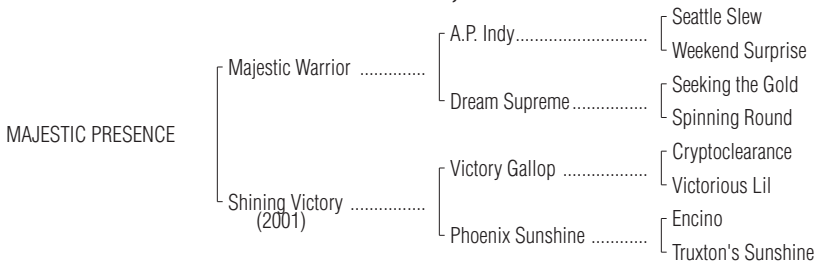 Seattle Slew
A.P. Indy..............................
Weekend Surprise
Majestic Warrior ..............
Seeking the Gold
Dream Supreme.................
Spinning Round
MAJESTIC PRESENCE
Cryptoclearance
Victory Gallop ...................
Victorious Lil
Shining Victory ................
(2001)
Encino
Phoenix Sunshine .............
Truxton's Sunshine